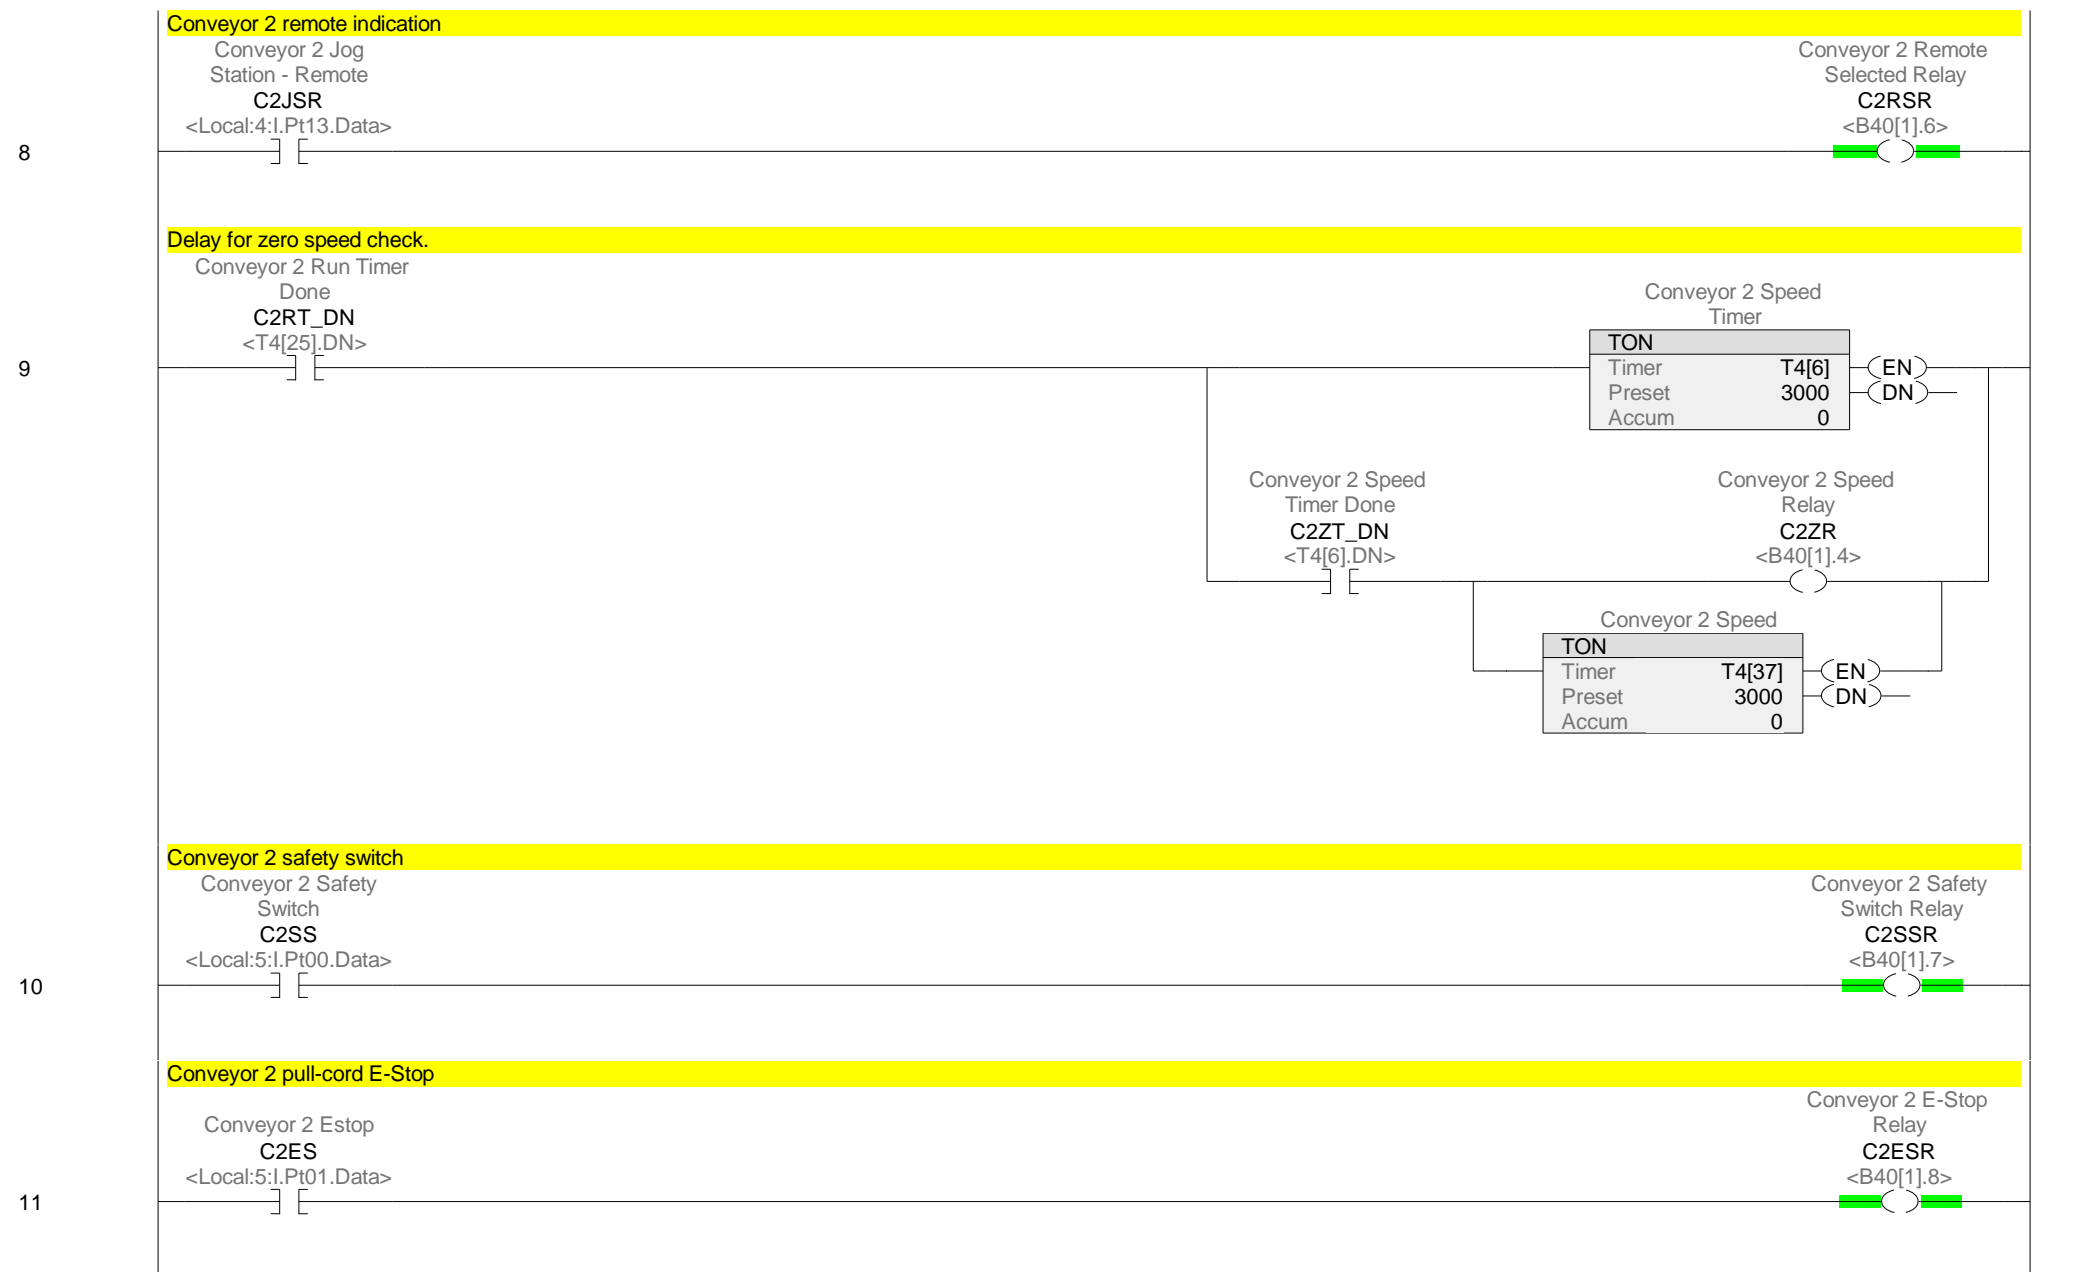 Conveyor 2 remote indication
Conveyor 2 Jog
Station - Remote
C2JSR
<Local:4:I.Pt13.Data>
Conveyor 2 Remote
Selected Relay
C2RSR
<B40[1].6>
8
Delay for zero speed check.
Conveyor 2 Run Timer
Done
C2RT_DN
<T4[25].DN>
9
Conveyor 2 Speed
Timer
TON
Timer T4[6]
Preset 3000
Accum 0
EN
DN
Conveyor 2 Speed
Timer Done
C2ZT_DN
<T4[6].DN>
Conveyor 2 Speed
Relay
C2ZR
<B40[1].4>
Conveyor 2 Speed
TON
Timer T4[37]
Preset 3000
Accum 0
EN
DN
Conveyor 2 safety switch
Conveyor 2 Safety
Switch
C2SS
<Local:5:I.Pt00.Data>
Conveyor 2 Safety
Switch Relay
C2SSR
<B40[1].7>
10
Conveyor 2 pull-cord E-Stop
Conveyor 2 Estop
C2ES
<Local:5:I.Pt01.Data>
Conveyor 2 E-Stop
Relay
C2ESR
<B40[1].8>
11